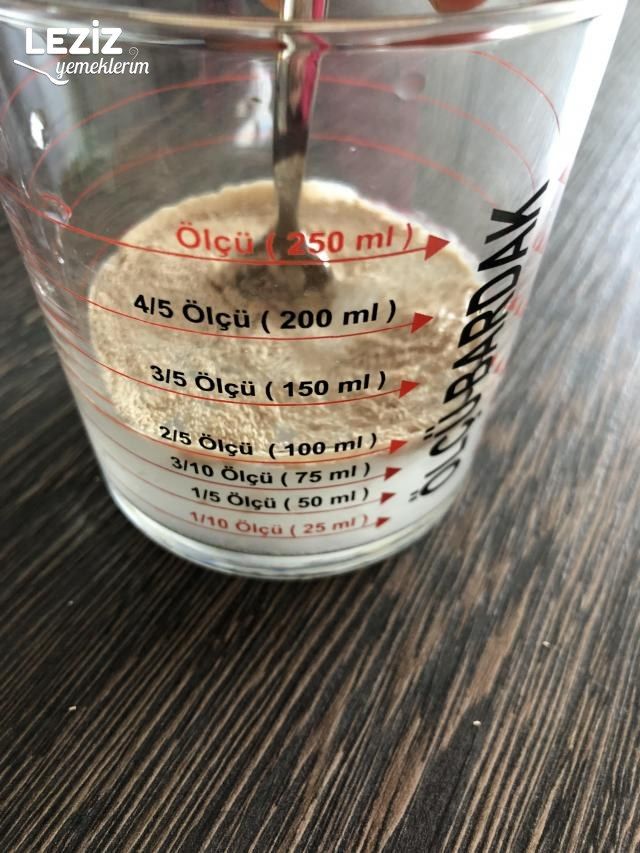 LEZİZ
yemeklerim
Ölçü ( 250 ml )
4/5 Ölçü ( 200 ml )
3/5 Ölçü ( 150 ml )
2/5 Ölçü ( 100 ml )
3/10 Ölçü ( 75 ml )
1/5 Ölçü ( 50 ml )
1/10 Ölçü ( 25 ml )
ÖLÇÜ BARDAK